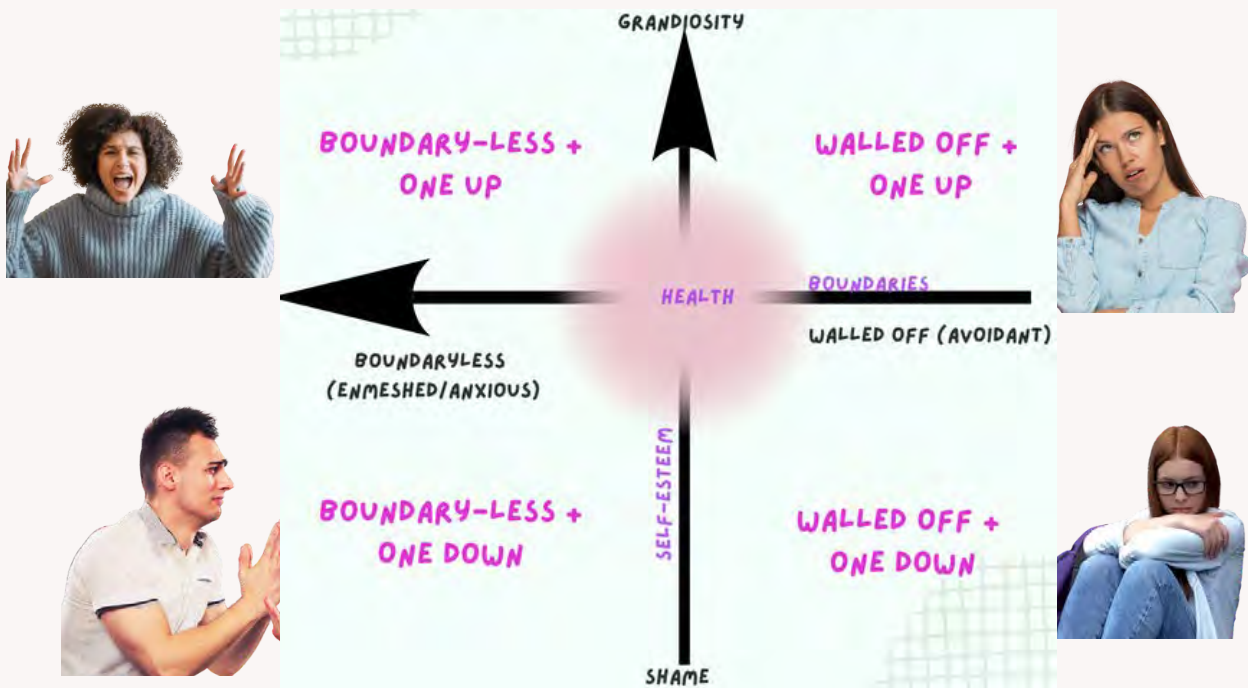 GRANDIOSITY
BOUNDARY-LESS +
ONE UP
WALLED OFF +
ONE UP
HEALTH
BOUNDARIES
WALLED OFF (AVOIDANT)
BOUNDARYLESS
(ENMESHED/ANXIOUS)
SELF-ESTEEM
BOUNDARY-LESS +
ONE DOWN
WALLED OFF +
ONE DOWN
SHAME